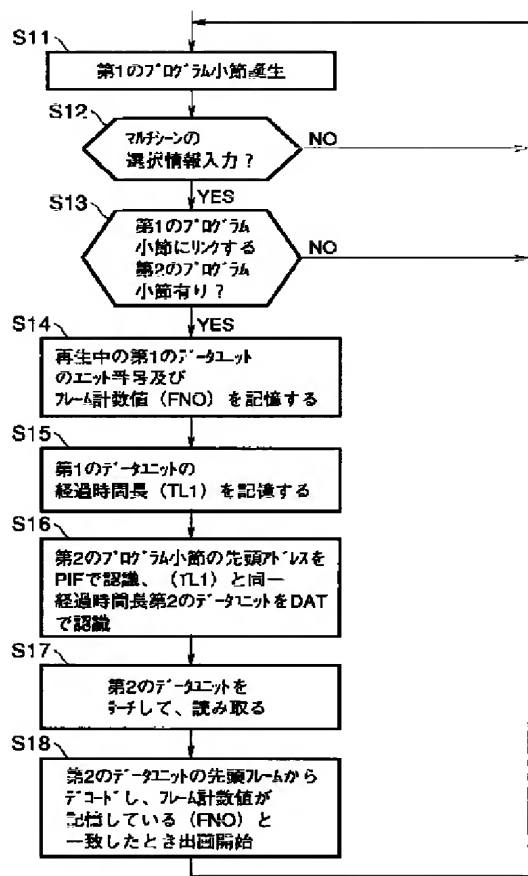 S11
第1のプログラム小節誕生
S12
マルチシーンの
選択情報入力?
NO
YES
S13
第1のプログラム
小節にリンクする
第2のプログラム
小節有り?
NO
YES
S14
再生中の第1のデータユニット
のユニット番号及び
フレーム計数値(FNO)を記憶する
S15
第1のデータユニットの
経過時間長(TL1)を記憶する
S16
第2のプログラム小節の先頭アドレスを
PIFで認識、(TL1)と同一
経過時間長第2のデータユニットをDAT
で認識
S17
第2のデータユニットを
サーチして、読み取る
S18
第2のデータユニットの先頭フレームから
デコードし、フレーム計数値が
記憶している(FNO)と
一致したとき出画開始